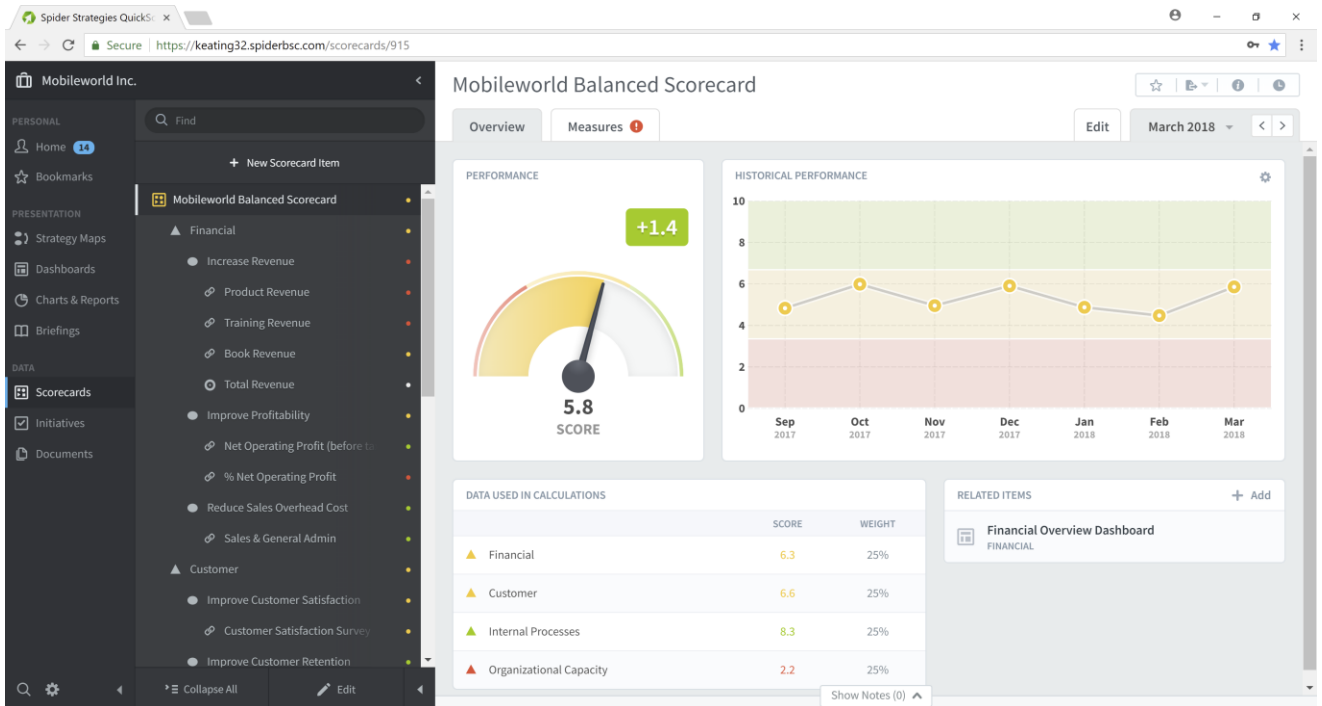 Spider Strategies QuickSc
Secure https://keating32.spiderbsc.com/scorecards/915
Mobileworld Inc.
PERSONAL
Home 14
Bookmarks
PRESENTATION
Strategy Maps
Dashboards
Charts & Reports
Briefings
DATA
Scorecards
Initiatives
Documents
Find
+ New Scorecard Item
Mobileworld Balanced Scorecard
Financial
Increase Revenue
Product Revenue
Training Revenue
Book Revenue
Total Revenue
Improve Profitability
Net Operating Profit (before ta
% Net Operating Profit
Reduce Sales Overhead Cost
Sales & General Admin
Customer
Improve Customer Satisfaction
Customer Satisfaction Survey
Improve Customer Retention
Collapse All Edit
Mobileworld Balanced Scorecard
Overview Measures Edit March 2018
PERFORMANCE
+1.4
5.8
SCORE
HISTORICAL PERFORMANCE
10
8
6
4
2
0
Sep Oct Nov Dec Jan Feb Mar
2017 2017 2017 2017 2018 2018 2018
DATA USED IN CALCULATIONS
SCORE WEIGHT
Financial 6.3 25%
Customer 6.6 25%
Internal Processes 8.3 25%
Organizational Capacity 2.2 25%
RELATED ITEMS + Add
Financial Overview Dashboard
FINANCIAL
Show Notes (0)